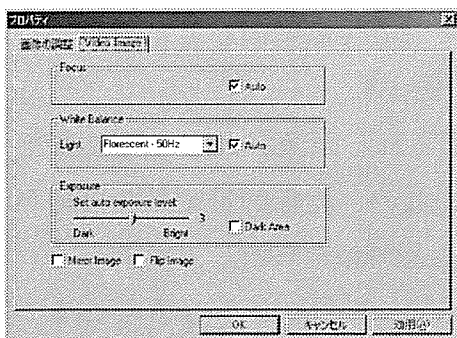 プロパティ
画像の調整 Video Image
Focus
Auto
White Balance
Light Florescent - 50Hz Auto
Exposure
Set auto exposure level:
3
Dark Bright Dark Area
Mirror Image Flip Image
OK キャンセル 適用(A)